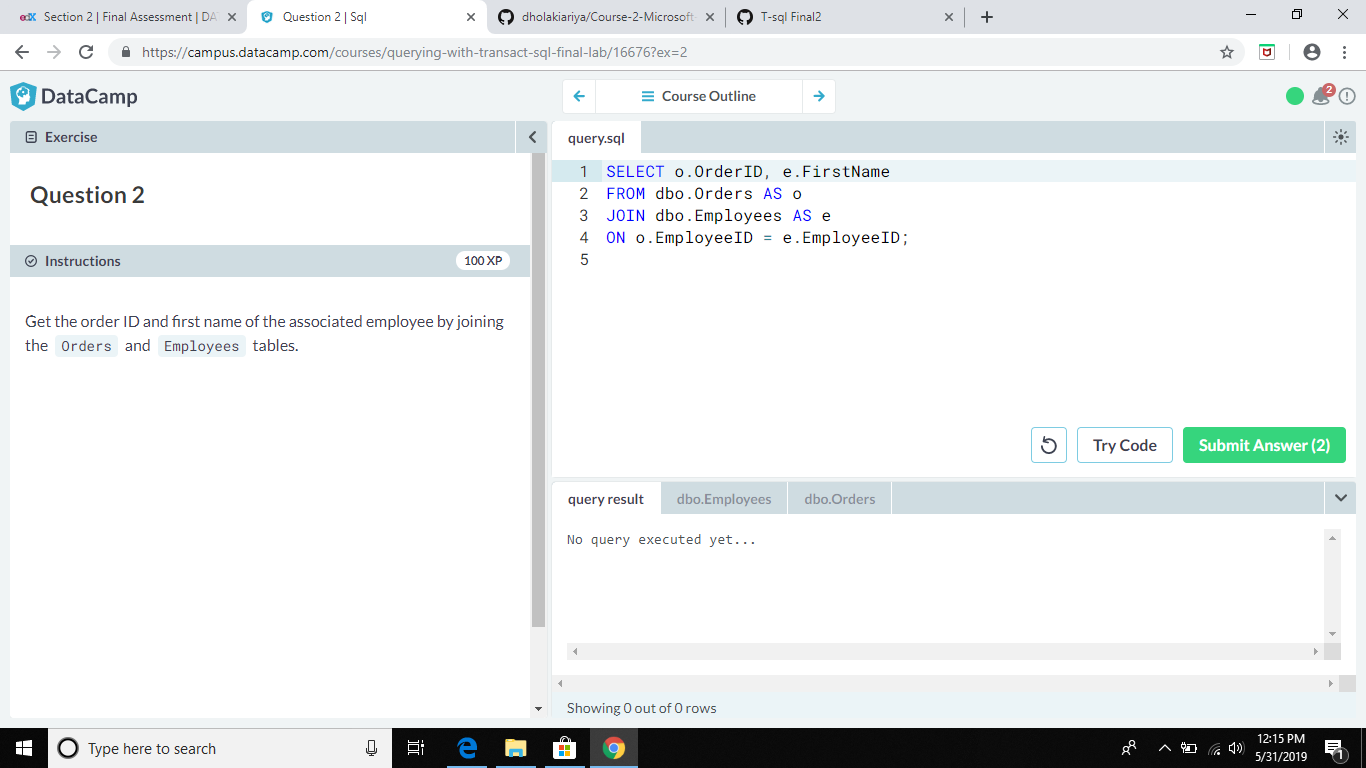 edX Section 2 | Final Assessment | DA
Question 2 | Sql
dholakiariya/Course-2-Microsoft-
T-sql Final2
https://campus.datacamp.com/courses/querying-with-transact-sql-final-lab/16676?ex=2
DataCamp
Course Outline
2
Exercise
query.sql
Question 2
Instructions
100 XP
Get the order ID and first name of the associated employee by joining
the Orders and Employees tables.
1 SELECT o.OrderID, e.FirstName
2 FROM dbo.Orders AS o
3 JOIN dbo.Employees AS e
4 ON o.EmployeeID = e.EmployeeID;
5
Try Code
Submit Answer (2)
query result
dbo.Employees
dbo.Orders
No query executed yet...
Showing 0 out of 0 rows
Type here to search
12:15 PM
5/31/2019
1